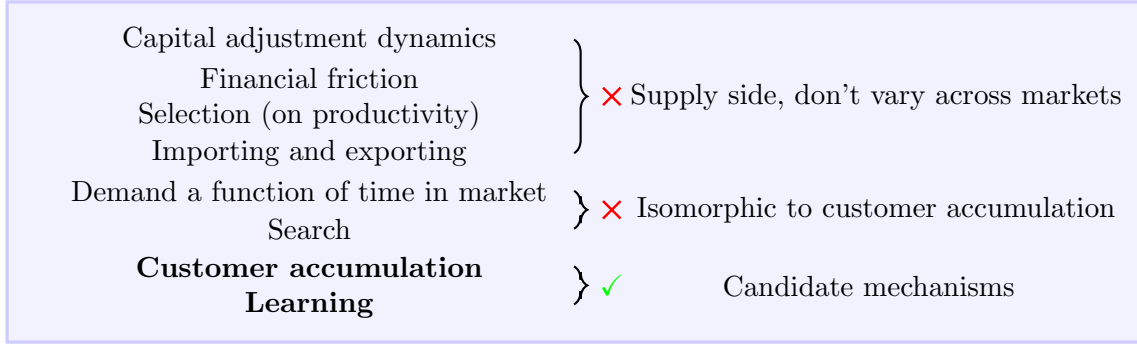 Capital adjustment dynamics
Financial friction
Selection (on productivity)
Importing and exporting
✕ Supply side, don't vary across markets
Demand a function of time in market
Search
✕ Isomorphic to customer accumulation
Customer accumulation
Learning
✓ Candidate mechanisms